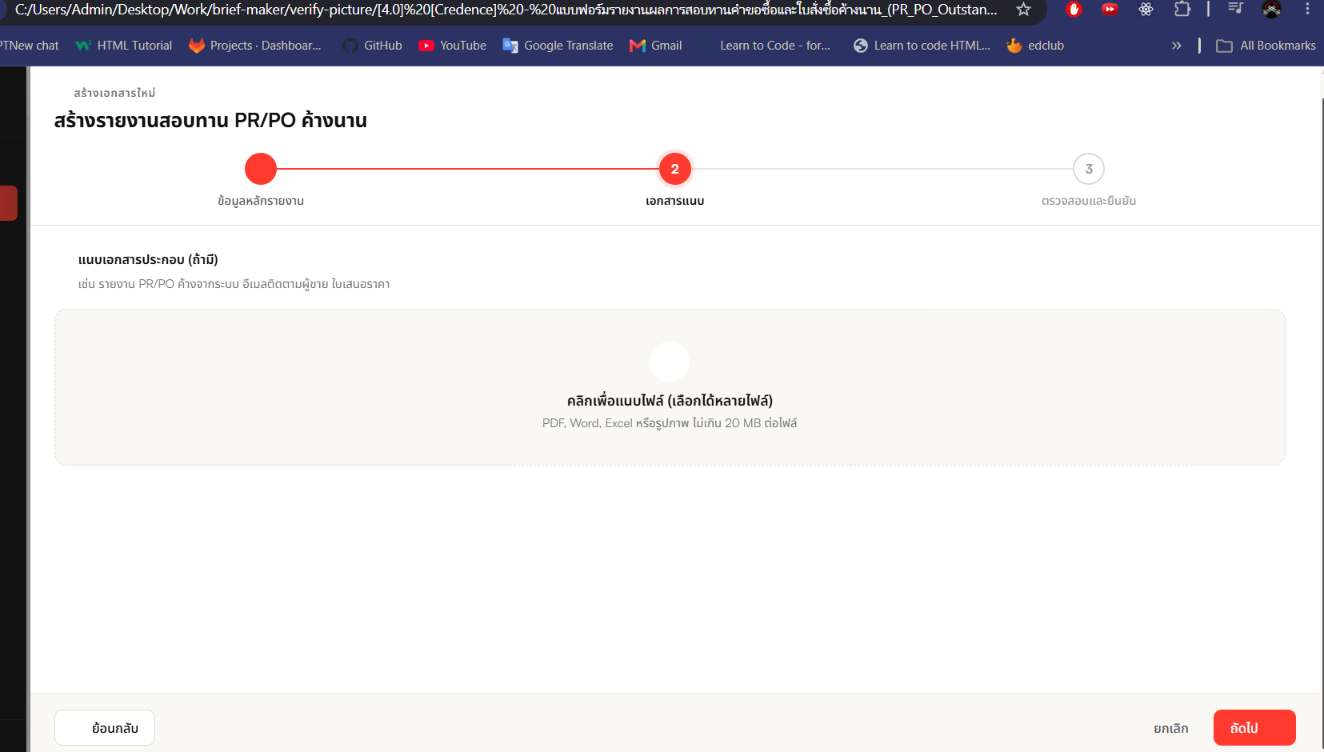 C:/Users/Admin/Desktop/Work/brief-maker/verify-picture/[4.0]%20[Credence]%20-%20แบบฟอร์มรายงานผลการสอบทานคำขอซื้อและใบสั่งซื้อค้างนาน_(PR_PO_Outstan...
PTNew chat HTML Tutorial Projects · Dashboar... GitHub YouTube Google Translate Gmail Learn to Code - for... Learn to code HTML... edclub » All Bookmarks
สร้างเอกสารใหม่
สร้างรายงานสอบทาน PR/PO ค้างนาน
2 3
ข้อมูลหลักรายงาน เอกสารแนบ ตรวจสอบและยืนยัน
แนบเอกสารประกอบ (ถ้ามี)
เช่น รายงาน PR/PO ค้างจากระบบ อีเมลติดตามผู้ขาย ใบเสนอราคา
คลิกเพื่อแนบไฟล์ (เลือกได้หลายไฟล์)
PDF, Word, Excel หรือรูปภาพ ไม่เกิน 20 MB ต่อไฟล์
ย้อนกลับ ยกเลิก ถัดไป